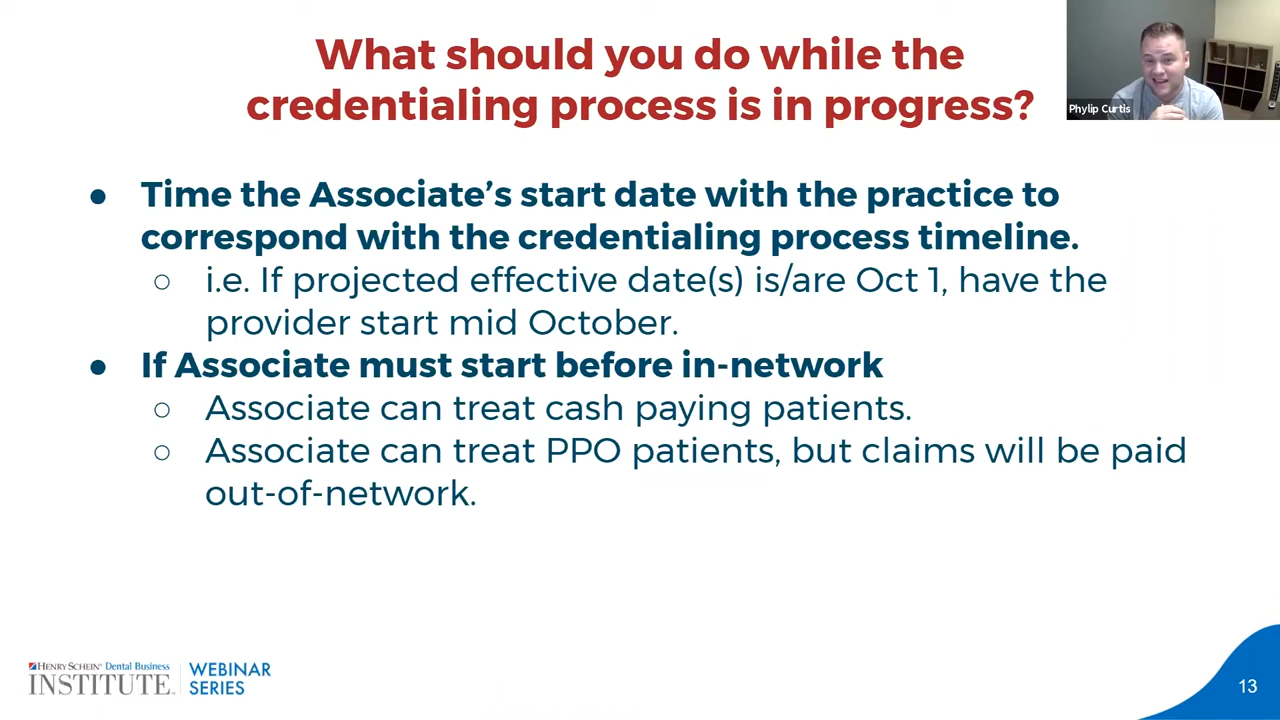 What should you do while the
credentialing process is in progress?
Phylip Curtis
● Time the Associate’s start date with the practice to
correspond with the credentialing process timeline.
○ i.e. If projected effective date(s) is/are Oct 1, have the
provider start mid October.
● If Associate must start before in-network
○ Associate can treat cash paying patients.
○ Associate can treat PPO patients, but claims will be paid
out-of-network.
HENRY SCHEIN® Dental Business
INSTITUTE™
WEBINAR
SERIES
13